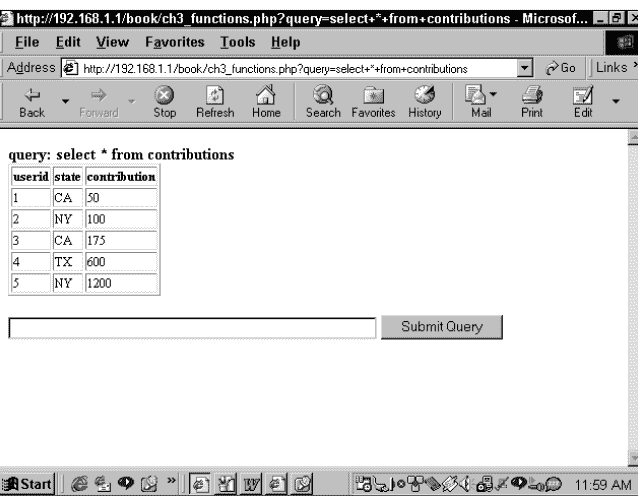 http://192.168.1.1/book/ch3_functions.php?query=select+*+from+contributions - Microsof...
File Edit View Favorites Tools Help
Address http://192.168.1.1/book/ch3_functions.php?query=select+*+from+contributions Go Links »
Back Forward Stop Refresh Home Search Favorites History Mail Print Edit
query: select * from contributions
userid state contribution
1 CA 50
2 NY 100
3 CA 175
4 TX 600
5 NY 1200
Submit Query
Start » 11:59 AM